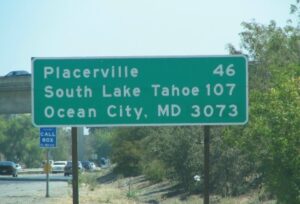 Placerville 46
South Lake Tahoe 107
Ocean City, MD 3073
CALL
BOX